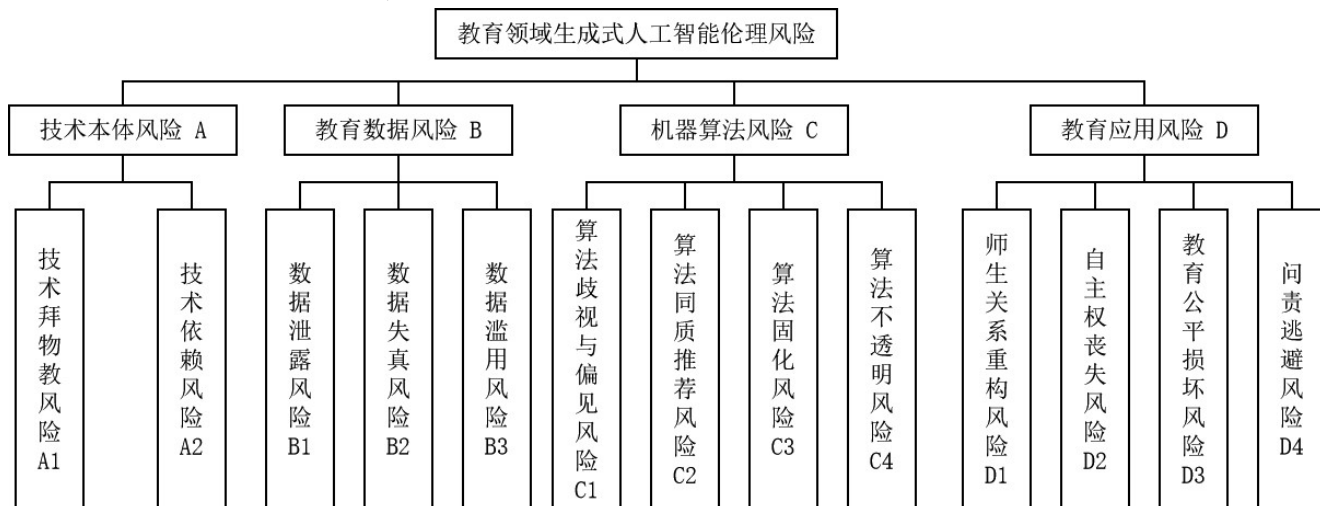 教育领域生成式人工智能伦理风险
技术本体风险 A
教育数据风险 B
机器算法风险 C
教育应用风险 D
技术拜物教风险A1
技术依赖风险A2
数据泄露风险B1
数据失真风险B2
数据滥用风险B3
算法歧视与偏见风险C1
算法同质推荐风险C2
算法固化风险C3
算法不透明风险C4
师生关系重构风险D1
自主权丧失风险D2
教育公平损坏风险D3
问责逃避风险D4